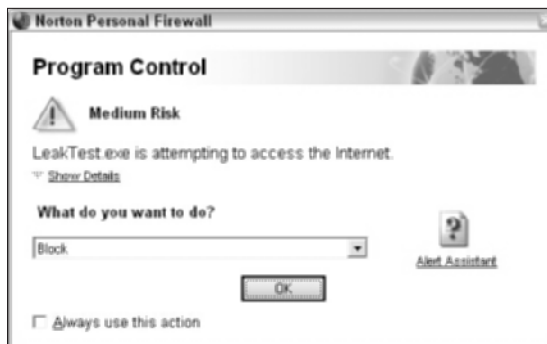 Norton Personal Firewall
Program Control
Medium Risk
LeakTest.exe is attempting to access the Internet.
Show Details
What do you want to do?
Block
Alert Assistant
OK
Always use this action